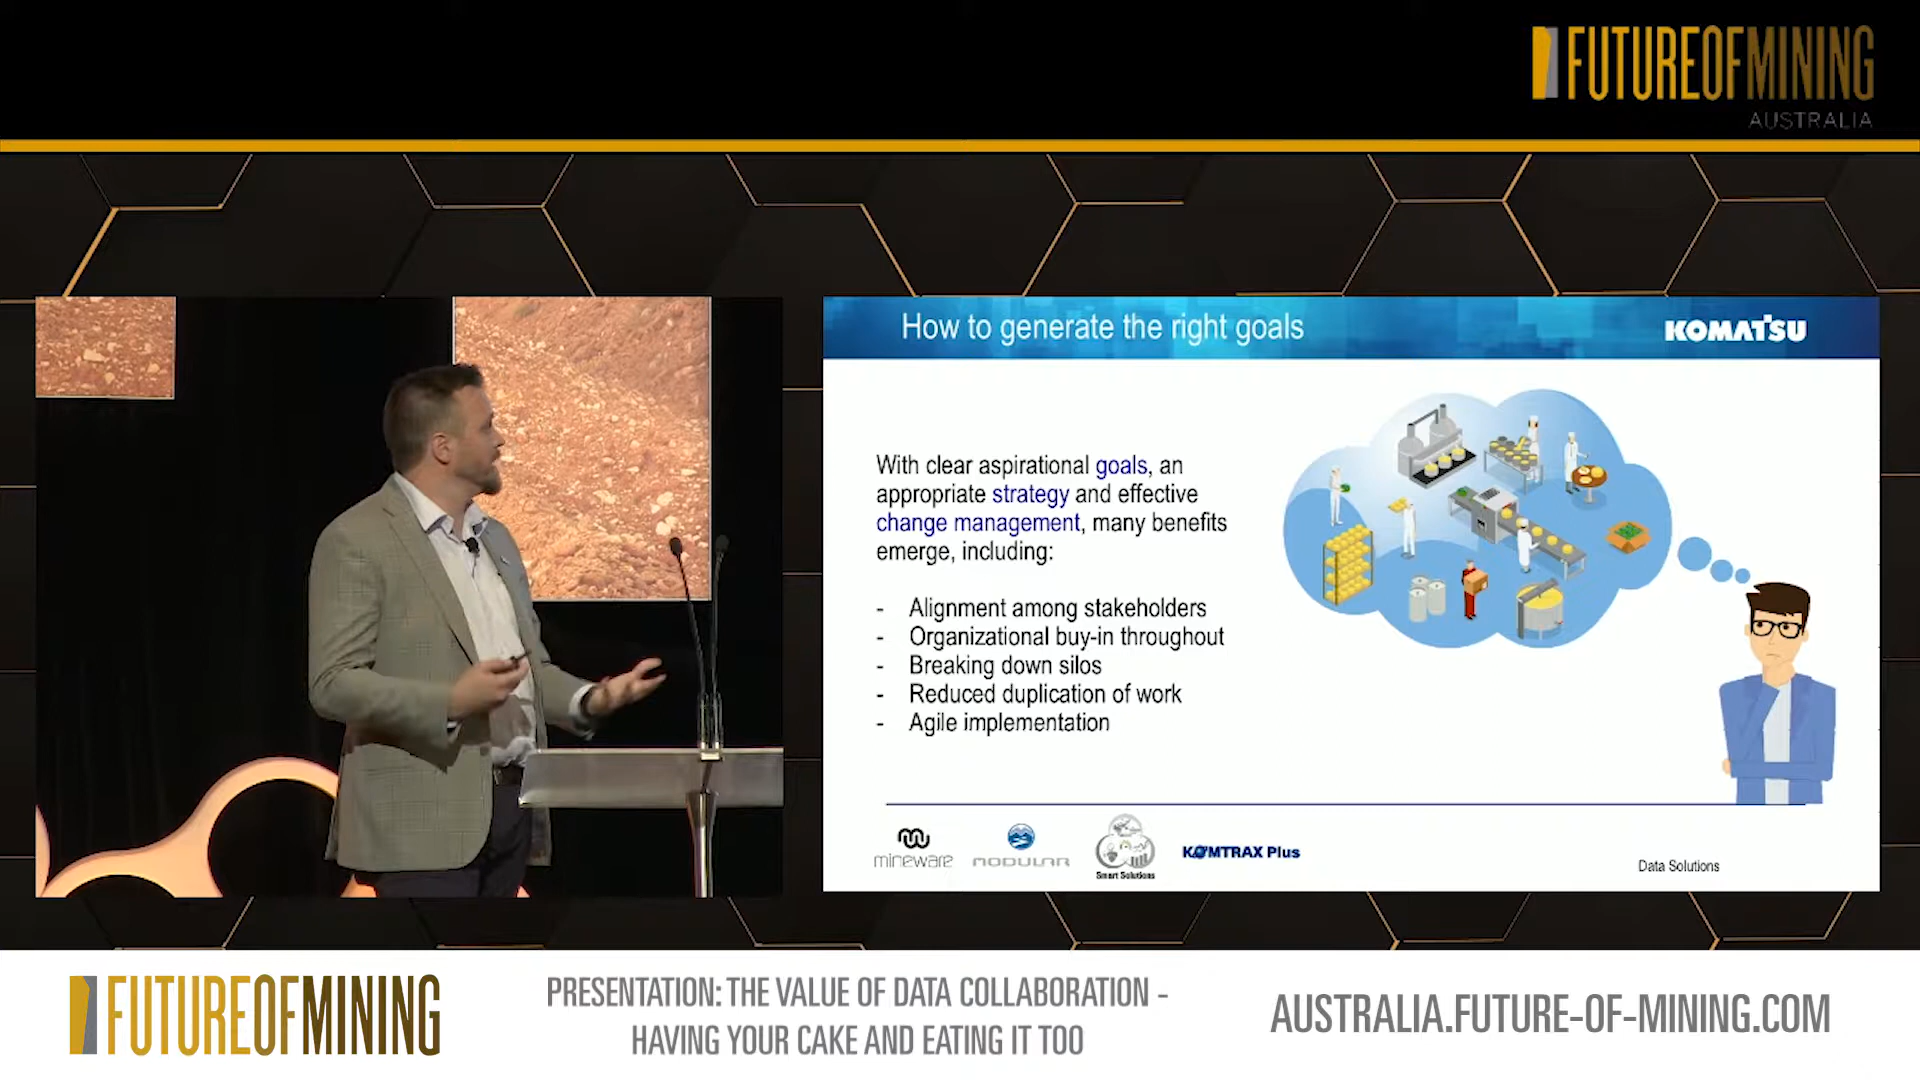 FUTUREOFMINING
AUSTRALIA
How to generate the right goals
KOMATSU
With clear aspirational goals, an
appropriate strategy and effective
change management, many benefits
emerge, including:
- Alignment among stakeholders
- Organizational buy-in throughout
- Breaking down silos
- Reduced duplication of work
- Agile implementation
mineware
MODULAR
Smart Solutions
KOMTRAX Plus
Data Solutions
FUTUREOFMINING
PRESENTATION: THE VALUE OF DATA COLLABORATION -
HAVING YOUR CAKE AND EATING IT TOO
AUSTRALIA.FUTURE-OF-MINING.COM